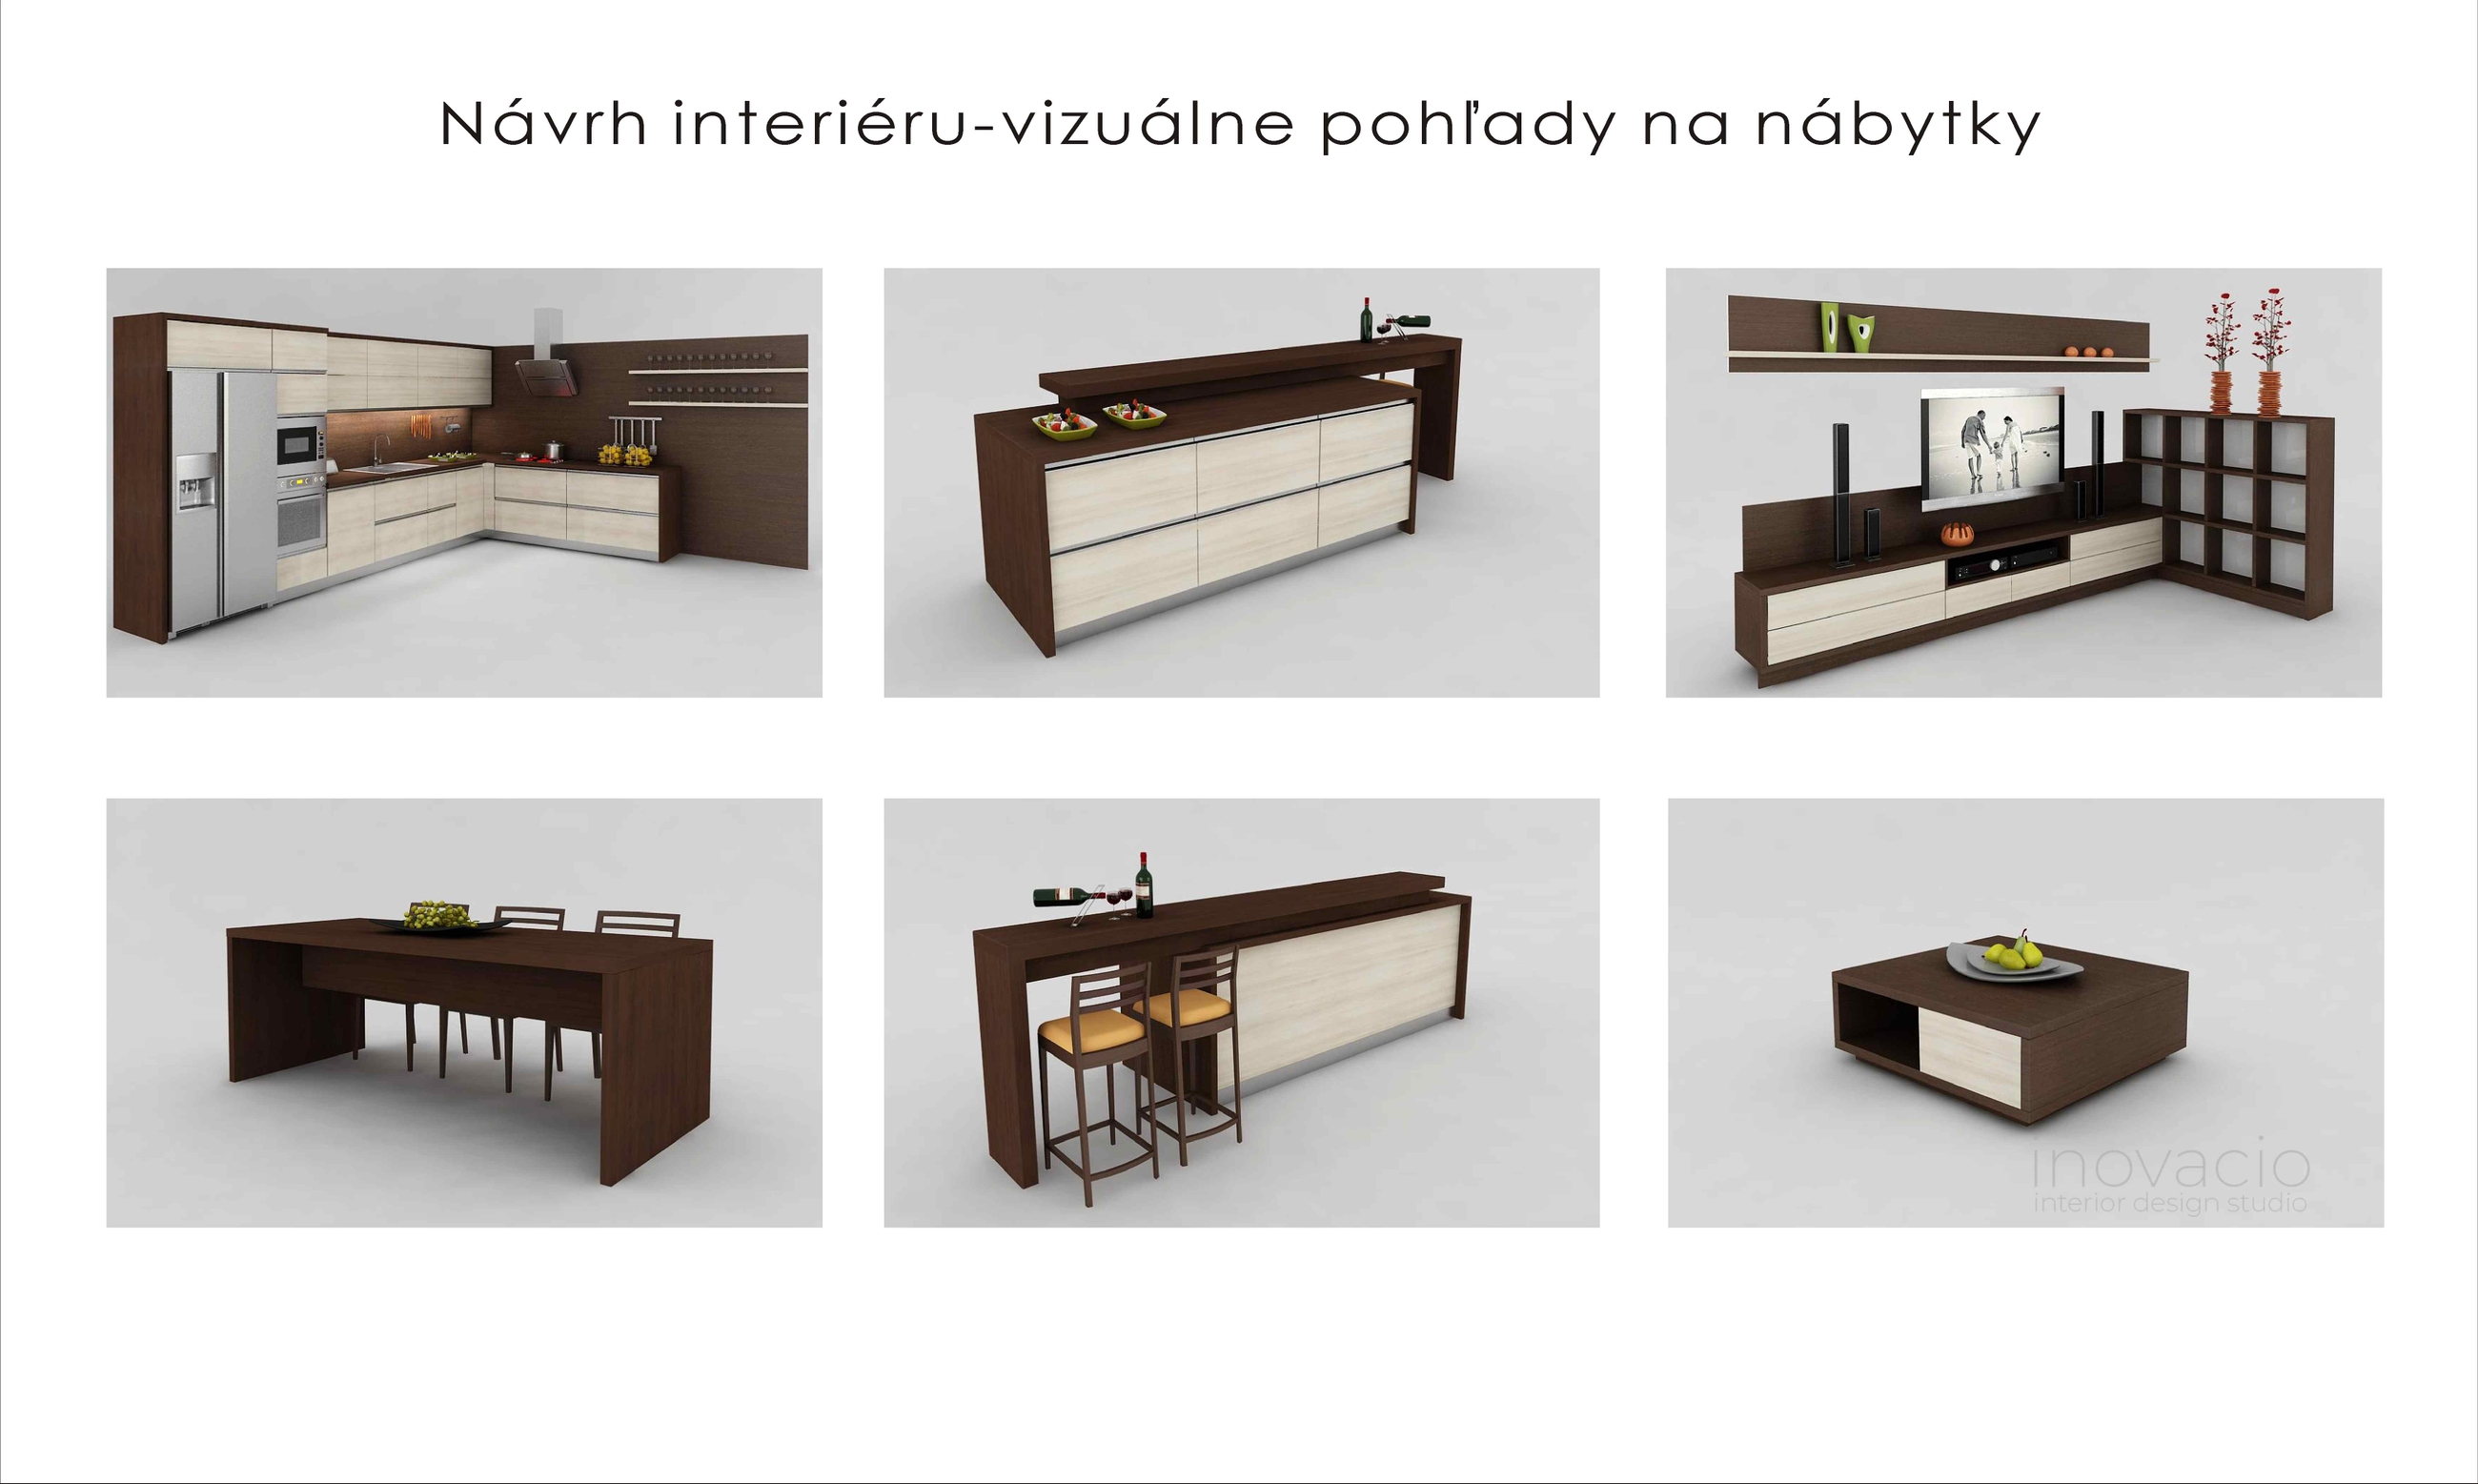 Návrh interiéru-vizuálne pohľady na nábytky
inovacio
interior design studio